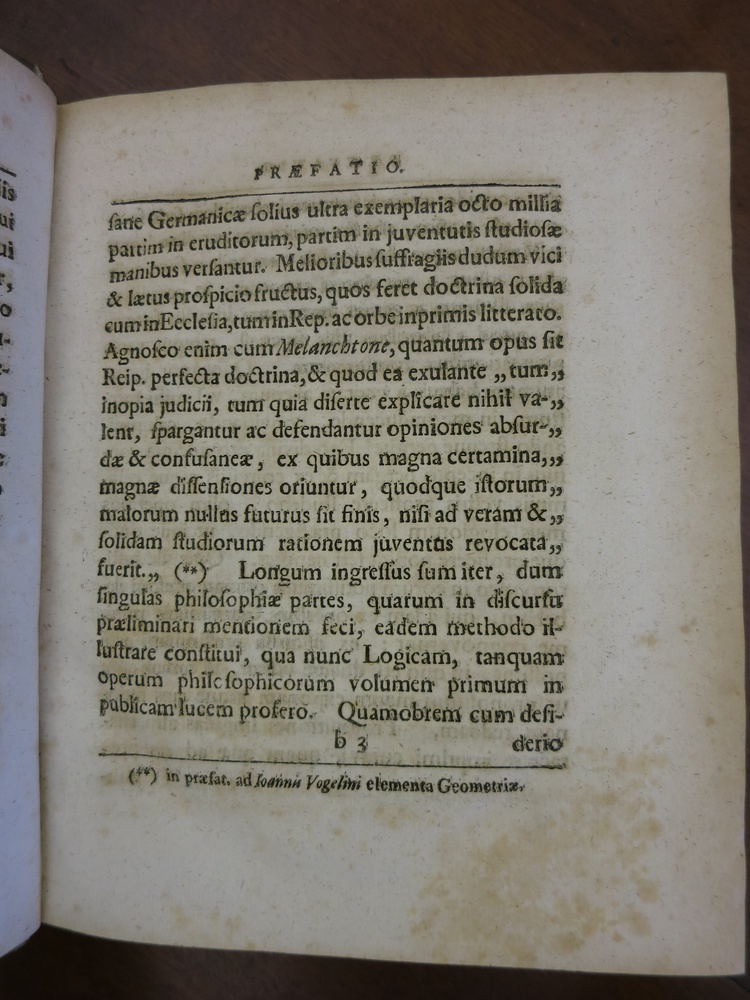 PRÆFATIO.
ſane Germanicæ ſolius ultra exemplaria octo millia
partim in eruditorum, partim in juventutis ſtudioſæ
manibus verſantur. Melioribus ſuffragiis dudum vici
& lætus proſpicio fructus, quos feret doctrina ſolida
cum in Eccleſia, tum in Rep. ac orbe inprimis litterato.
Agnoſco enim cum Melanchtone, quantum opus ſit
Reip. perfecta doctrina, & quod ea exulante „tum„
inopia judicii, tum quia diſerte explicare nihil va-„
lent, ſpargantur ac defendantur opiniones abſur-„
dæ & confuſaneæ, ex quibus magna certamina,„
magnæ diſſenſiones oriuntur, quodque iſtorum„
malorum nullus futurus ſit finis, niſi ad veram &„
ſolidam ſtudiorum rationem juventus revocata„
fuerit.„ (**) Longum ingreſſus ſum iter, dum
ſingulas philoſophiæ partes, quarum in diſcurſu
præliminari mentionem feci, eadem methodo il-
luſtrare conſtitui, qua nunc Logicam, tanquam
operum philoſophicorum volumen primum in
publicam lucem profero. Quamobrem cum deſi-
b 3 derio
(**) in præfat. ad Ioannis Vogelini elementa Geometriæ.
lis
ui
ui
r,
o
u-
r-
n
i
c
o